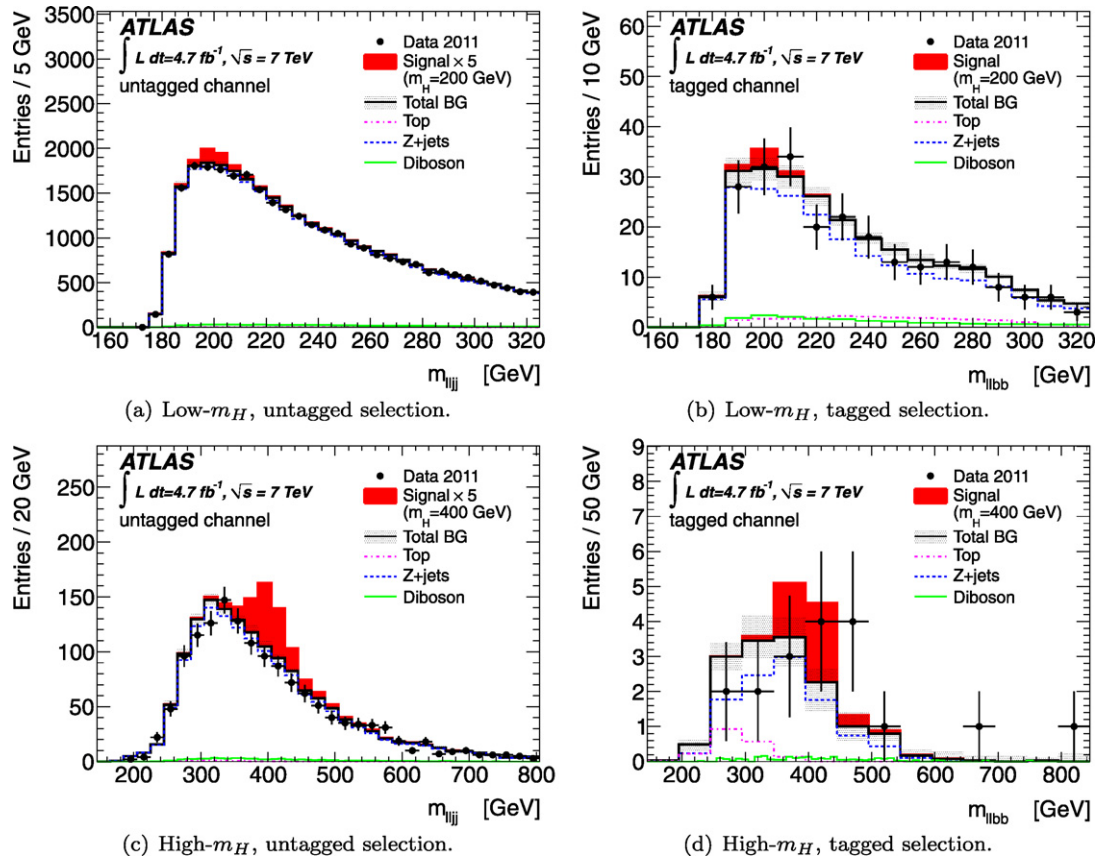 ATLAS
∫ L dt=4.7 fb⁻¹, √s = 7 TeV
untagged channel
Data 2011
Signal × 5
(m_H=200 GeV)
Total BG
Top
Z+jets
Diboson
Entries / 5 GeV
3500
3000
2500
2000
1500
1000
500
0
160 180 200 220 240 260 280 300 320
m_lljj [GeV]
(a) Low-m_H, untagged selection.
ATLAS
∫ L dt=4.7 fb⁻¹, √s = 7 TeV
tagged channel
Data 2011
Signal
(m_H=200 GeV)
Total BG
Top
Z+jets
Diboson
Entries / 10 GeV
60
50
40
30
20
10
0
160 180 200 220 240 260 280 300 320
m_llbb [GeV]
(b) Low-m_H, tagged selection.
ATLAS
∫ L dt=4.7 fb⁻¹, √s = 7 TeV
untagged channel
Data 2011
Signal × 5
(m_H=400 GeV)
Total BG
Top
Z+jets
Diboson
Entries / 20 GeV
250
200
150
100
50
0
200 300 400 500 600 700 800
m_lljj [GeV]
(c) High-m_H, untagged selection.
ATLAS
∫ L dt=4.7 fb⁻¹, √s = 7 TeV
tagged channel
Data 2011
Signal
(m_H=400 GeV)
Total BG
Top
Z+jets
Diboson
Entries / 50 GeV
9
8
7
6
5
4
3
2
1
0
200 300 400 500 600 700 800
m_llbb [GeV]
(d) High-m_H, tagged selection.